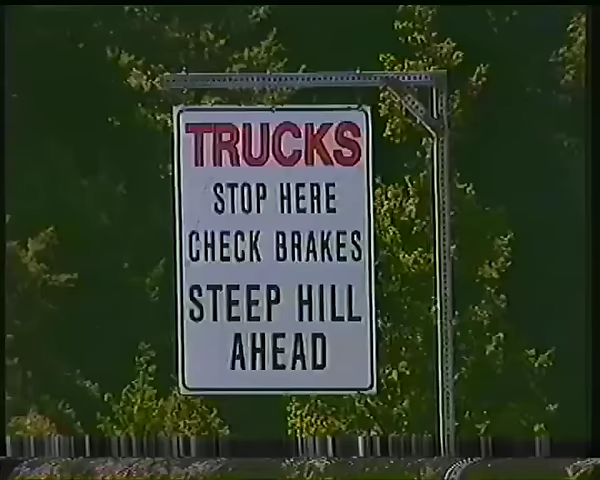 TRUCKS
STOP HERE
CHECK BRAKES
STEEP HILL
AHEAD